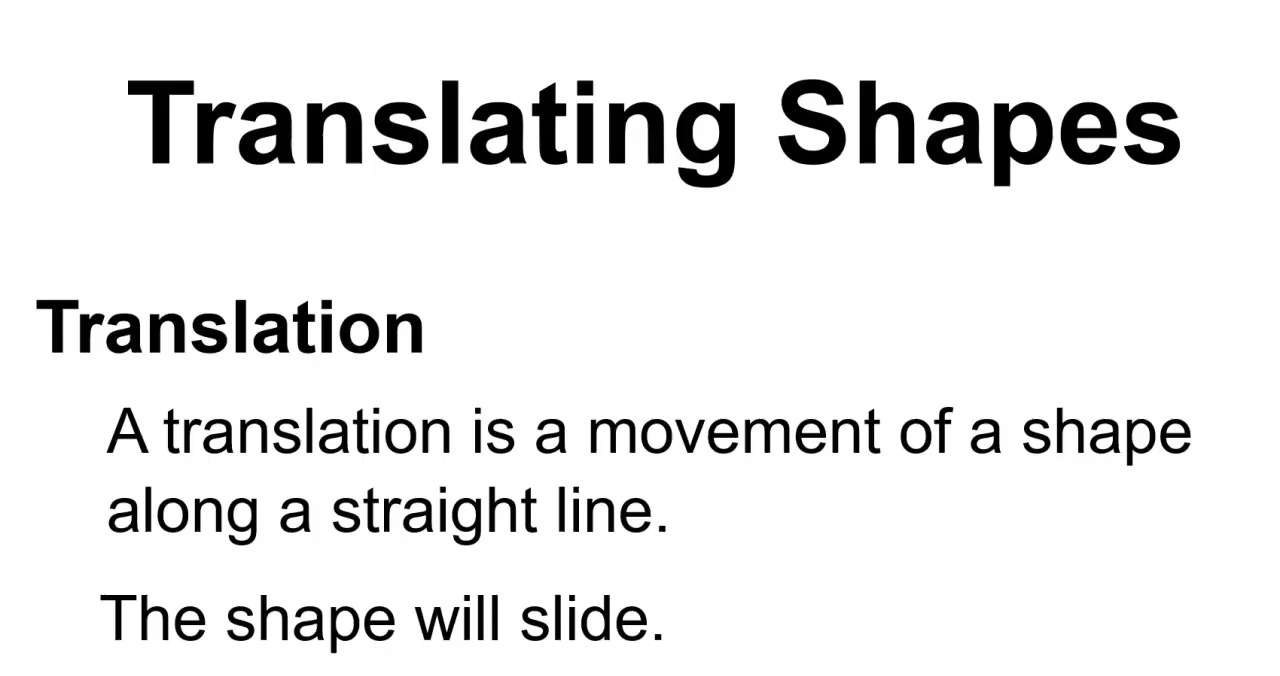 Translating Shapes
Translation
A translation is a movement of a shape
along a straight line.
The shape will slide.